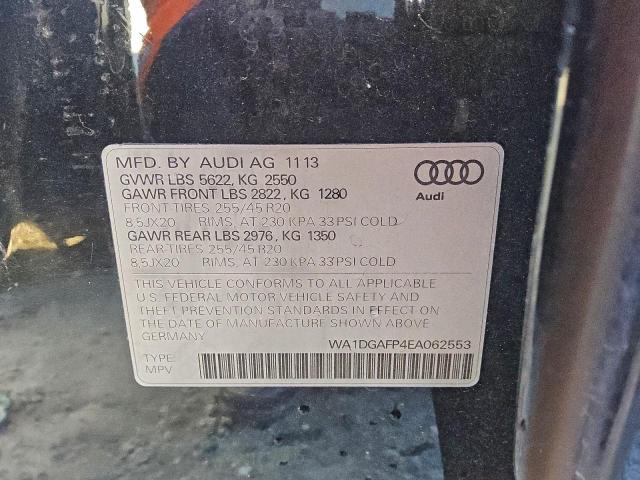 MFD. BY AUDI AG 11 13
GVWR LBS 5622, KG 2550
GAWR FRONT LBS 2822, KG 1280
FRONT TIRES 255/45 R20
8,5JX20 RIMS, AT 230 KPA 33 PSI COLD
GAWR REAR LBS 2976, KG 1350
REAR TIRES 255/45 R20
8,5JX20 RIMS, AT 230 KPA 33 PSI COLD
Audi
THIS VEHICLE CONFORMS TO ALL APPLICABLE
U.S. FEDERAL MOTOR VEHICLE SAFETY AND
THEFT PREVENTION STANDARDS IN EFFECT ON
THE DATE OF MANUFACTURE SHOWN ABOVE
GERMANY
WA1DGAFP4EA062553
TYPE:
MPV